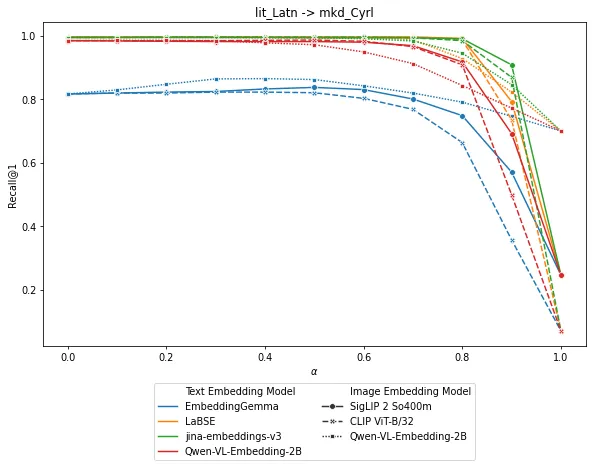 lit_Latn -> mkd_Cyrl
1.0
0.8
0.6
0.4
0.2
Recall@1
0.0 0.2 0.4 0.6 0.8 1.0
α
Text Embedding Model
EmbeddingGemma
LaBSE
jina-embeddings-v3
Qwen-VL-Embedding-2B
Image Embedding Model
SigLIP 2 So400m
CLIP ViT-B/32
Qwen-VL-Embedding-2B